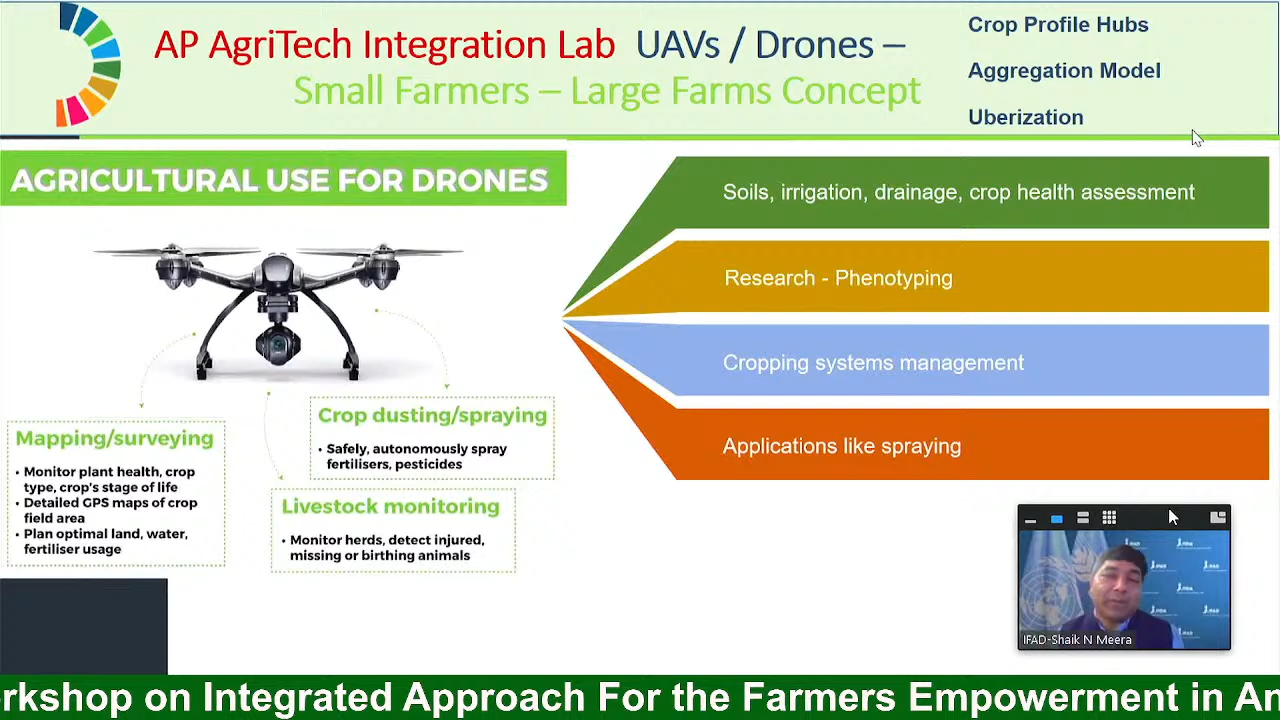 AP AgriTech Integration Lab UAVs / Drones –
Small Farmers – Large Farms Concept
Crop Profile Hubs
Aggregation Model
Uberization
AGRICULTURAL USE FOR DRONES
Mapping/surveying
• Monitor plant health, crop
type, crop's stage of life
• Detailed GPS maps of crop
field area
• Plan optimal land, water,
fertiliser usage
Crop dusting/spraying
• Safely, autonomously spray
fertilisers, pesticides
Livestock monitoring
• Monitor herds, detect injured,
missing or birthing animals
Soils, irrigation, drainage, crop health assessment
Research - Phenotyping
Cropping systems management
Applications like spraying
IFAD-Shaik N Meera
orkshop on Integrated Approach For the Farmers Empowerment in An